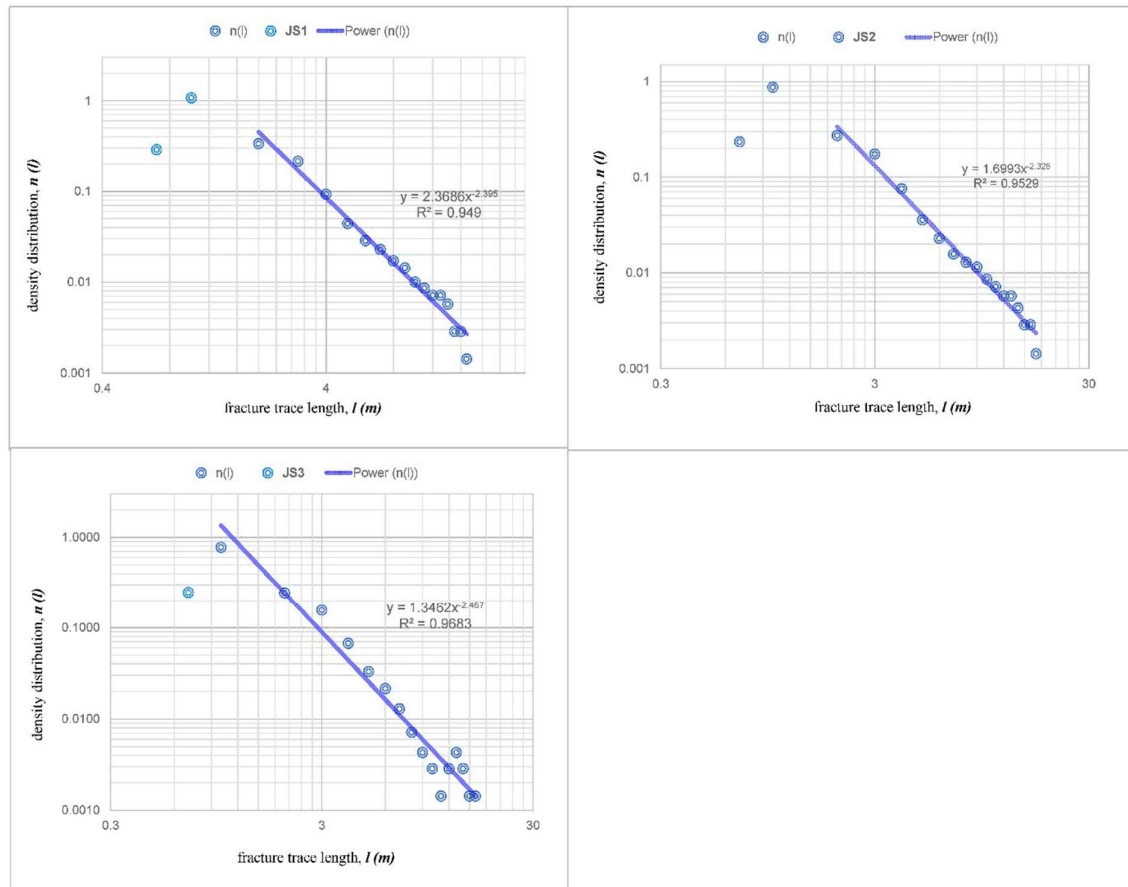 n(l) JS1 Power (n(l))
1
0.1
0.01
0.001
0.4
4
y = 2.3686x^-2.395
R² = 0.949
density distribution, n (l)
fracture trace length, l (m)
n(l) JS2 Power (n(l))
1
0.1
0.01
0.001
0.3
3
30
y = 1.6993x^-2.328
R² = 0.9529
density distribution, n (l)
fracture trace length, l (m)
n(l) JS3 Power (n(l))
1.0000
0.1000
0.0100
0.0010
0.3
3
30
y = 1.3462x^-2.467
R² = 0.9683
density distribution, n (l)
fracture trace length, l (m)